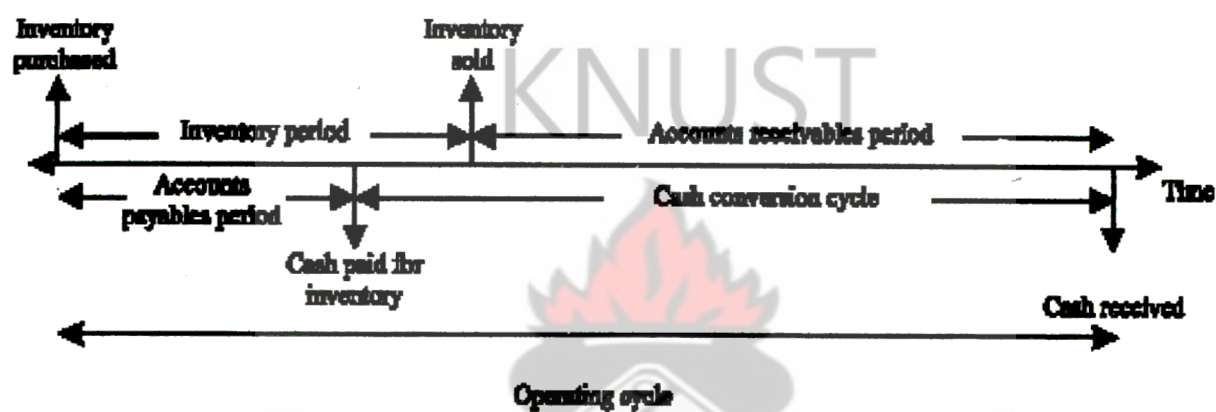 Inventory
purchased
Inventory
sold
KNUST
Inventory period
Accounts receivables period
Accounts
payables period
Cash conversion cycle
Time
Cash paid for
inventory
Cash received
Operating cycle